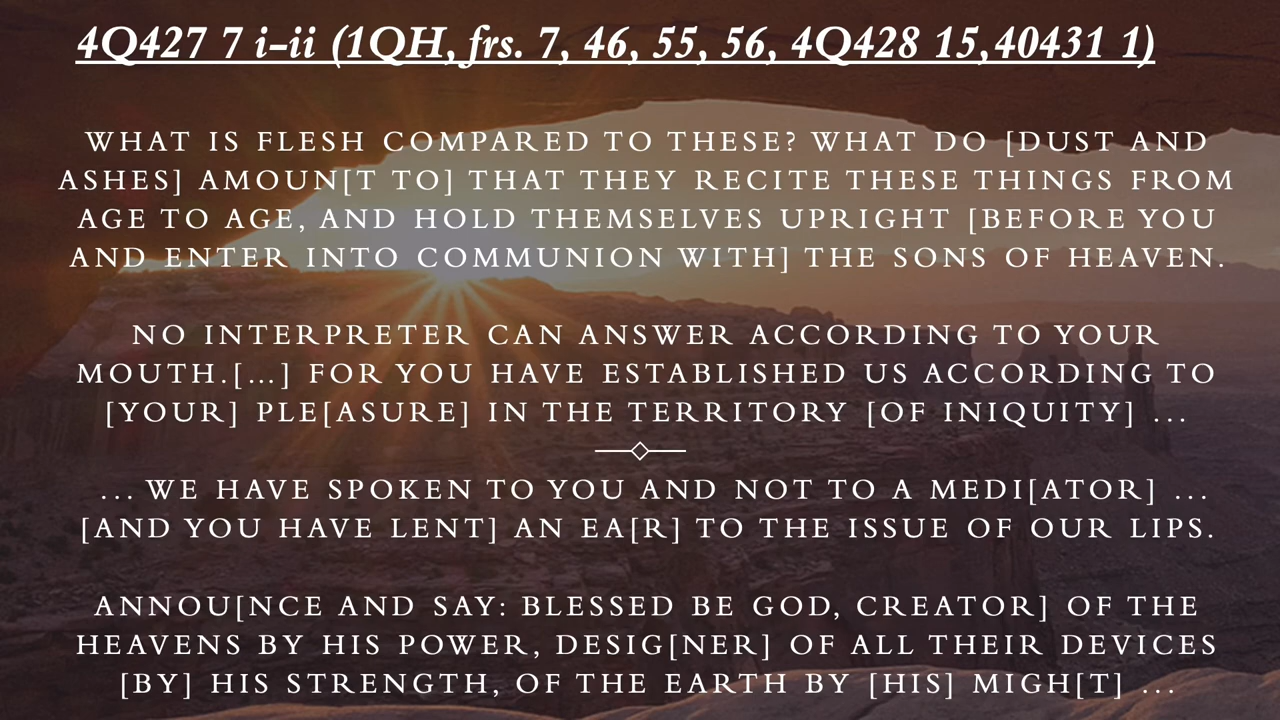 4Q427 7 i-ii (1QH, frs. 7, 46, 55, 56, 4Q428 15,40431 1)
WHAT IS FLESH COMPARED TO THESE? WHAT DO [DUST AND
ASHES] AMOUN[T TO] THAT THEY RECITE THESE THINGS FROM
AGE TO AGE, AND HOLD THEMSELVES UPRIGHT [BEFORE YOU
AND ENTER INTO COMMUNION WITH] THE SONS OF HEAVEN.
NO INTERPRETER CAN ANSWER ACCORDING TO YOUR
MOUTH.[...] FOR YOU HAVE ESTABLISHED US ACCORDING TO
[YOUR] PLE[ASURE] IN THE TERRITORY [OF INIQUITY] ...
... WE HAVE SPOKEN TO YOU AND NOT TO A MEDI[ATOR] ...
[AND YOU HAVE LENT] AN EA[R] TO THE ISSUE OF OUR LIPS.
ANNOU[NCE AND SAY: BLESSED BE GOD, CREATOR] OF THE
HEAVENS BY HIS POWER, DESIG[NER] OF ALL THEIR DEVICES
[BY] HIS STRENGTH, OF THE EARTH BY [HIS] MIGH[T] ...